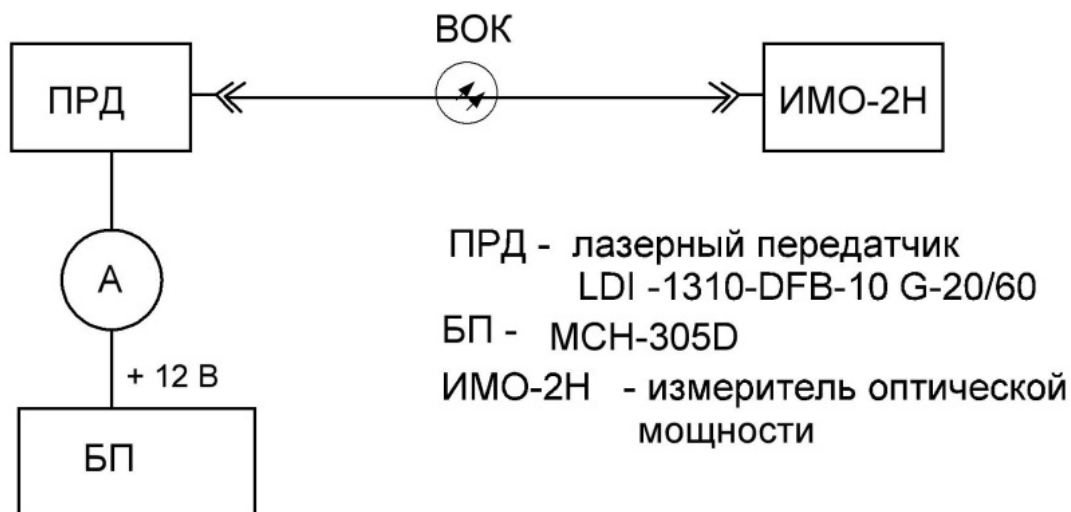 ВОК
ПРД
ИМО-2Н
А
+ 12 В
БП
ПРД - лазерный передатчик
LDI -1310-DFB-10 G-20/60
БП - MCH-305D
ИМО-2Н - измеритель оптической
мощности